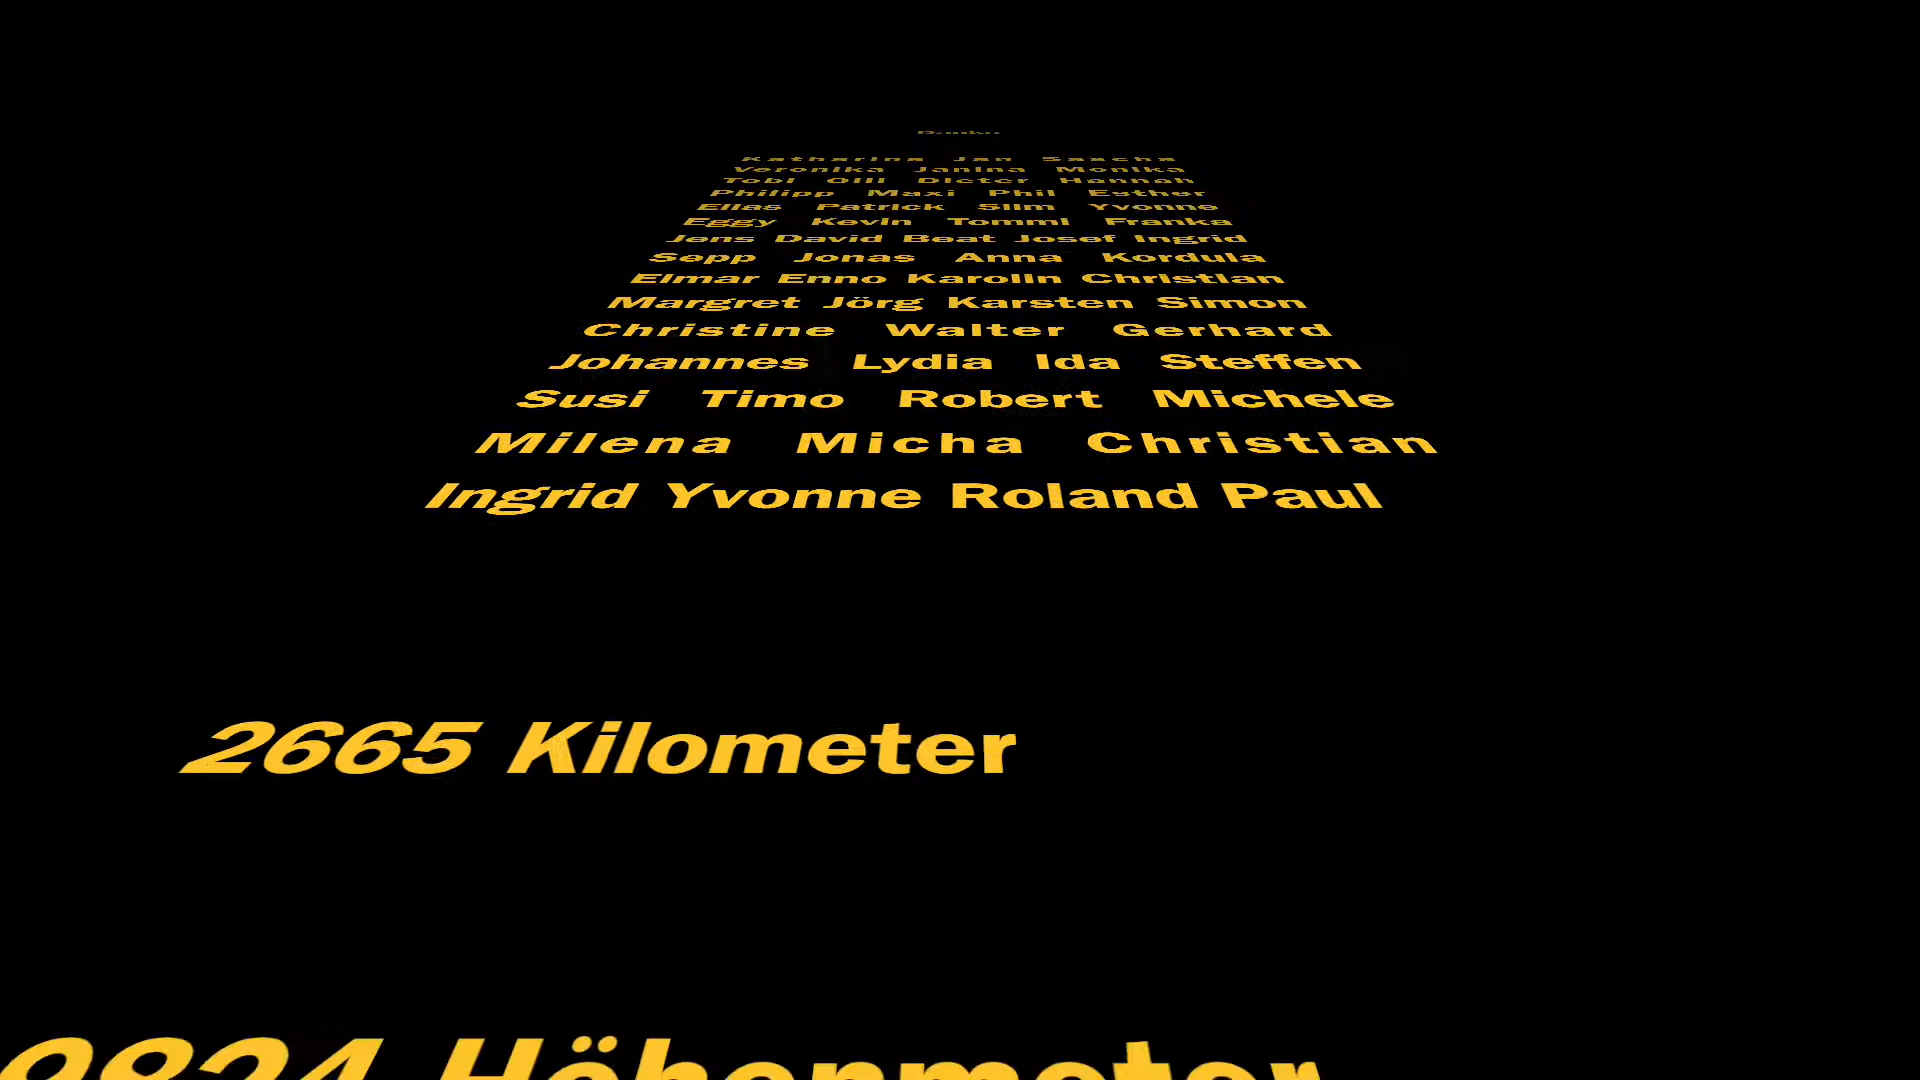 Katharina Jan Sascha
Veronika Janina Monika
Tobi Olli Dieter Hannah
Philipp Maxi Phil Esther
Elias Patrick Slim Yvonne
Eggy Kevin Tommi Franka
Jens David Beat Josef Ingrid
Sepp Jonas Anna Kordula
Elmar Enno Karolin Christian
Margret Jörg Karsten Simon
Christine Walter Gerhard
Johannes Lydia Ida Steffen
Susi Timo Robert Michele
Milena Micha Christian
Ingrid Yvonne Roland Paul
2665 Kilometer
Höhenmeter